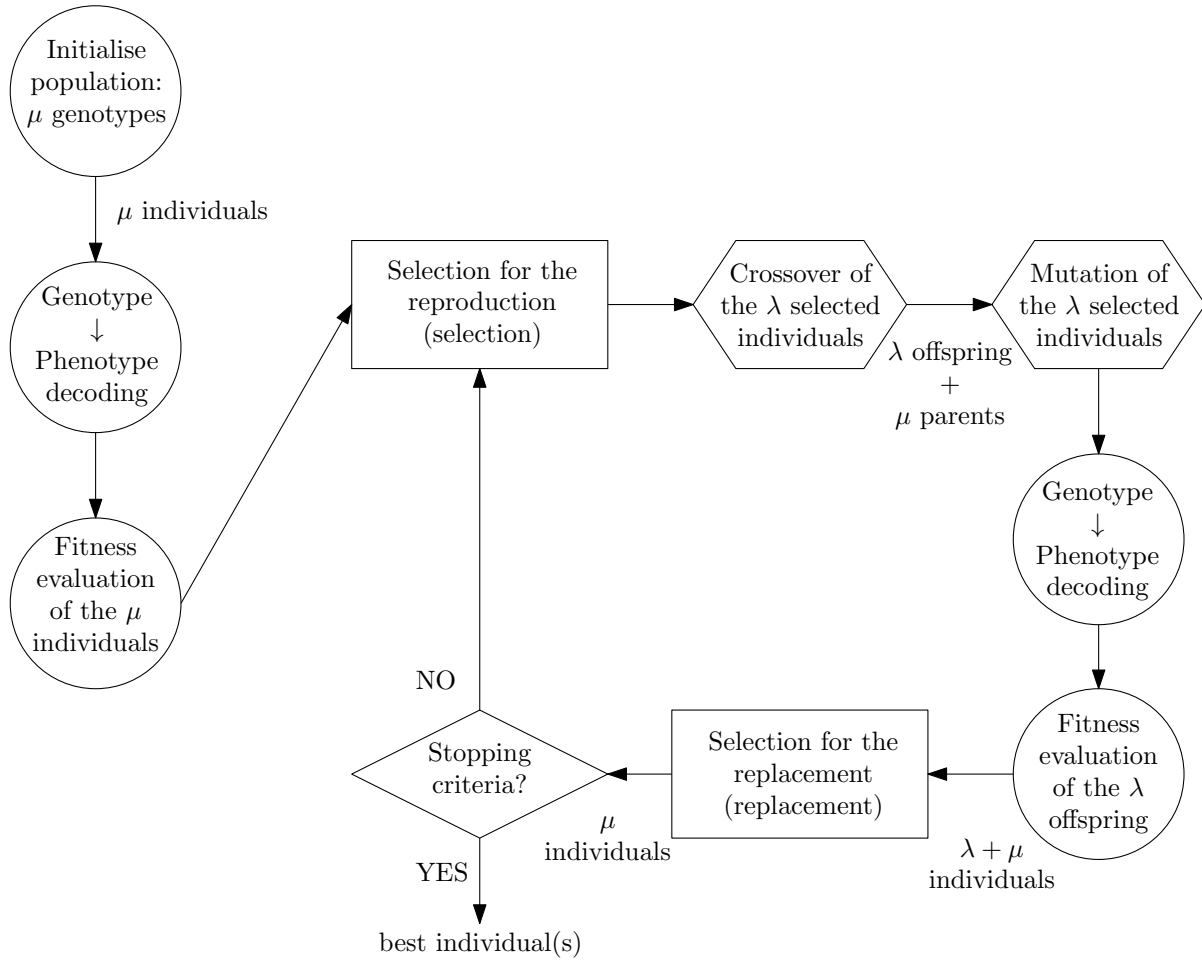 Initialise
population:
μ genotypes
μ individuals
Genotype
↓
Phenotype
decoding
Fitness
evaluation
of the μ
individuals
Selection for the
reproduction
(selection)
Crossover of
the λ selected
individuals
λ offspring
+
μ parents
Mutation of
the λ selected
individuals
Genotype
↓
Phenotype
decoding
Fitness
evaluation
of the λ
offspring
λ + μ
individuals
Selection for the
replacement
(replacement)
μ
individuals
Stopping
criteria?
NO
YES
best individual(s)